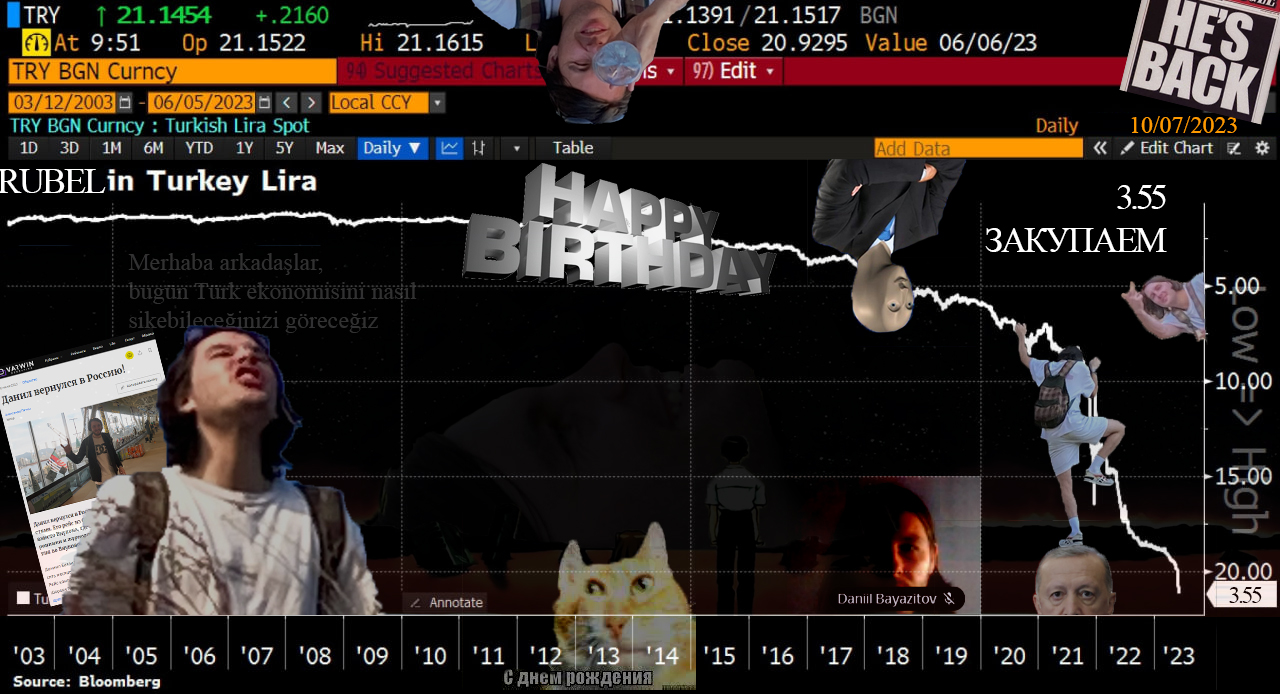 TRY ↑ 21.1454 +.2160 .1391/21.1517 BGN
At 9:51 Op 21.1522 Hi 21.1615 L Close 20.9295 Value 06/06/23
HE'S
BACK
TRY BGN Curncy 94) Suggested Charts 97) Edit
03/12/2003 - 06/05/2023 < > Local CCY
TRY BGN Curncy : Turkish Lira Spot Daily 10/07/2023
1D 3D 1M 6M YTD 1Y 5Y Max Daily ▼ Table Add Data « Edit Chart
RUBEL in Turkey Lira
HAPPY
BIRTHDAY
3.55
ЗАКУПАЕМ
Merhaba arkadaşlar,
bugün Türk ekonomisini nasil
sikebileceğinizi göreceğiz
5.00
10.00
15.00
20.00
3.55
Low => High
Данил вернулся в Россию!
Tu
Annotate
Daniil Bayazitov
'03 '04 '05 '06 '07 '08 '09 '10 '11 '12 '13 '14 '15 '16 '17 '18 '19 '20 '21 '22 '23
С днем рождения
Source: Bloomberg